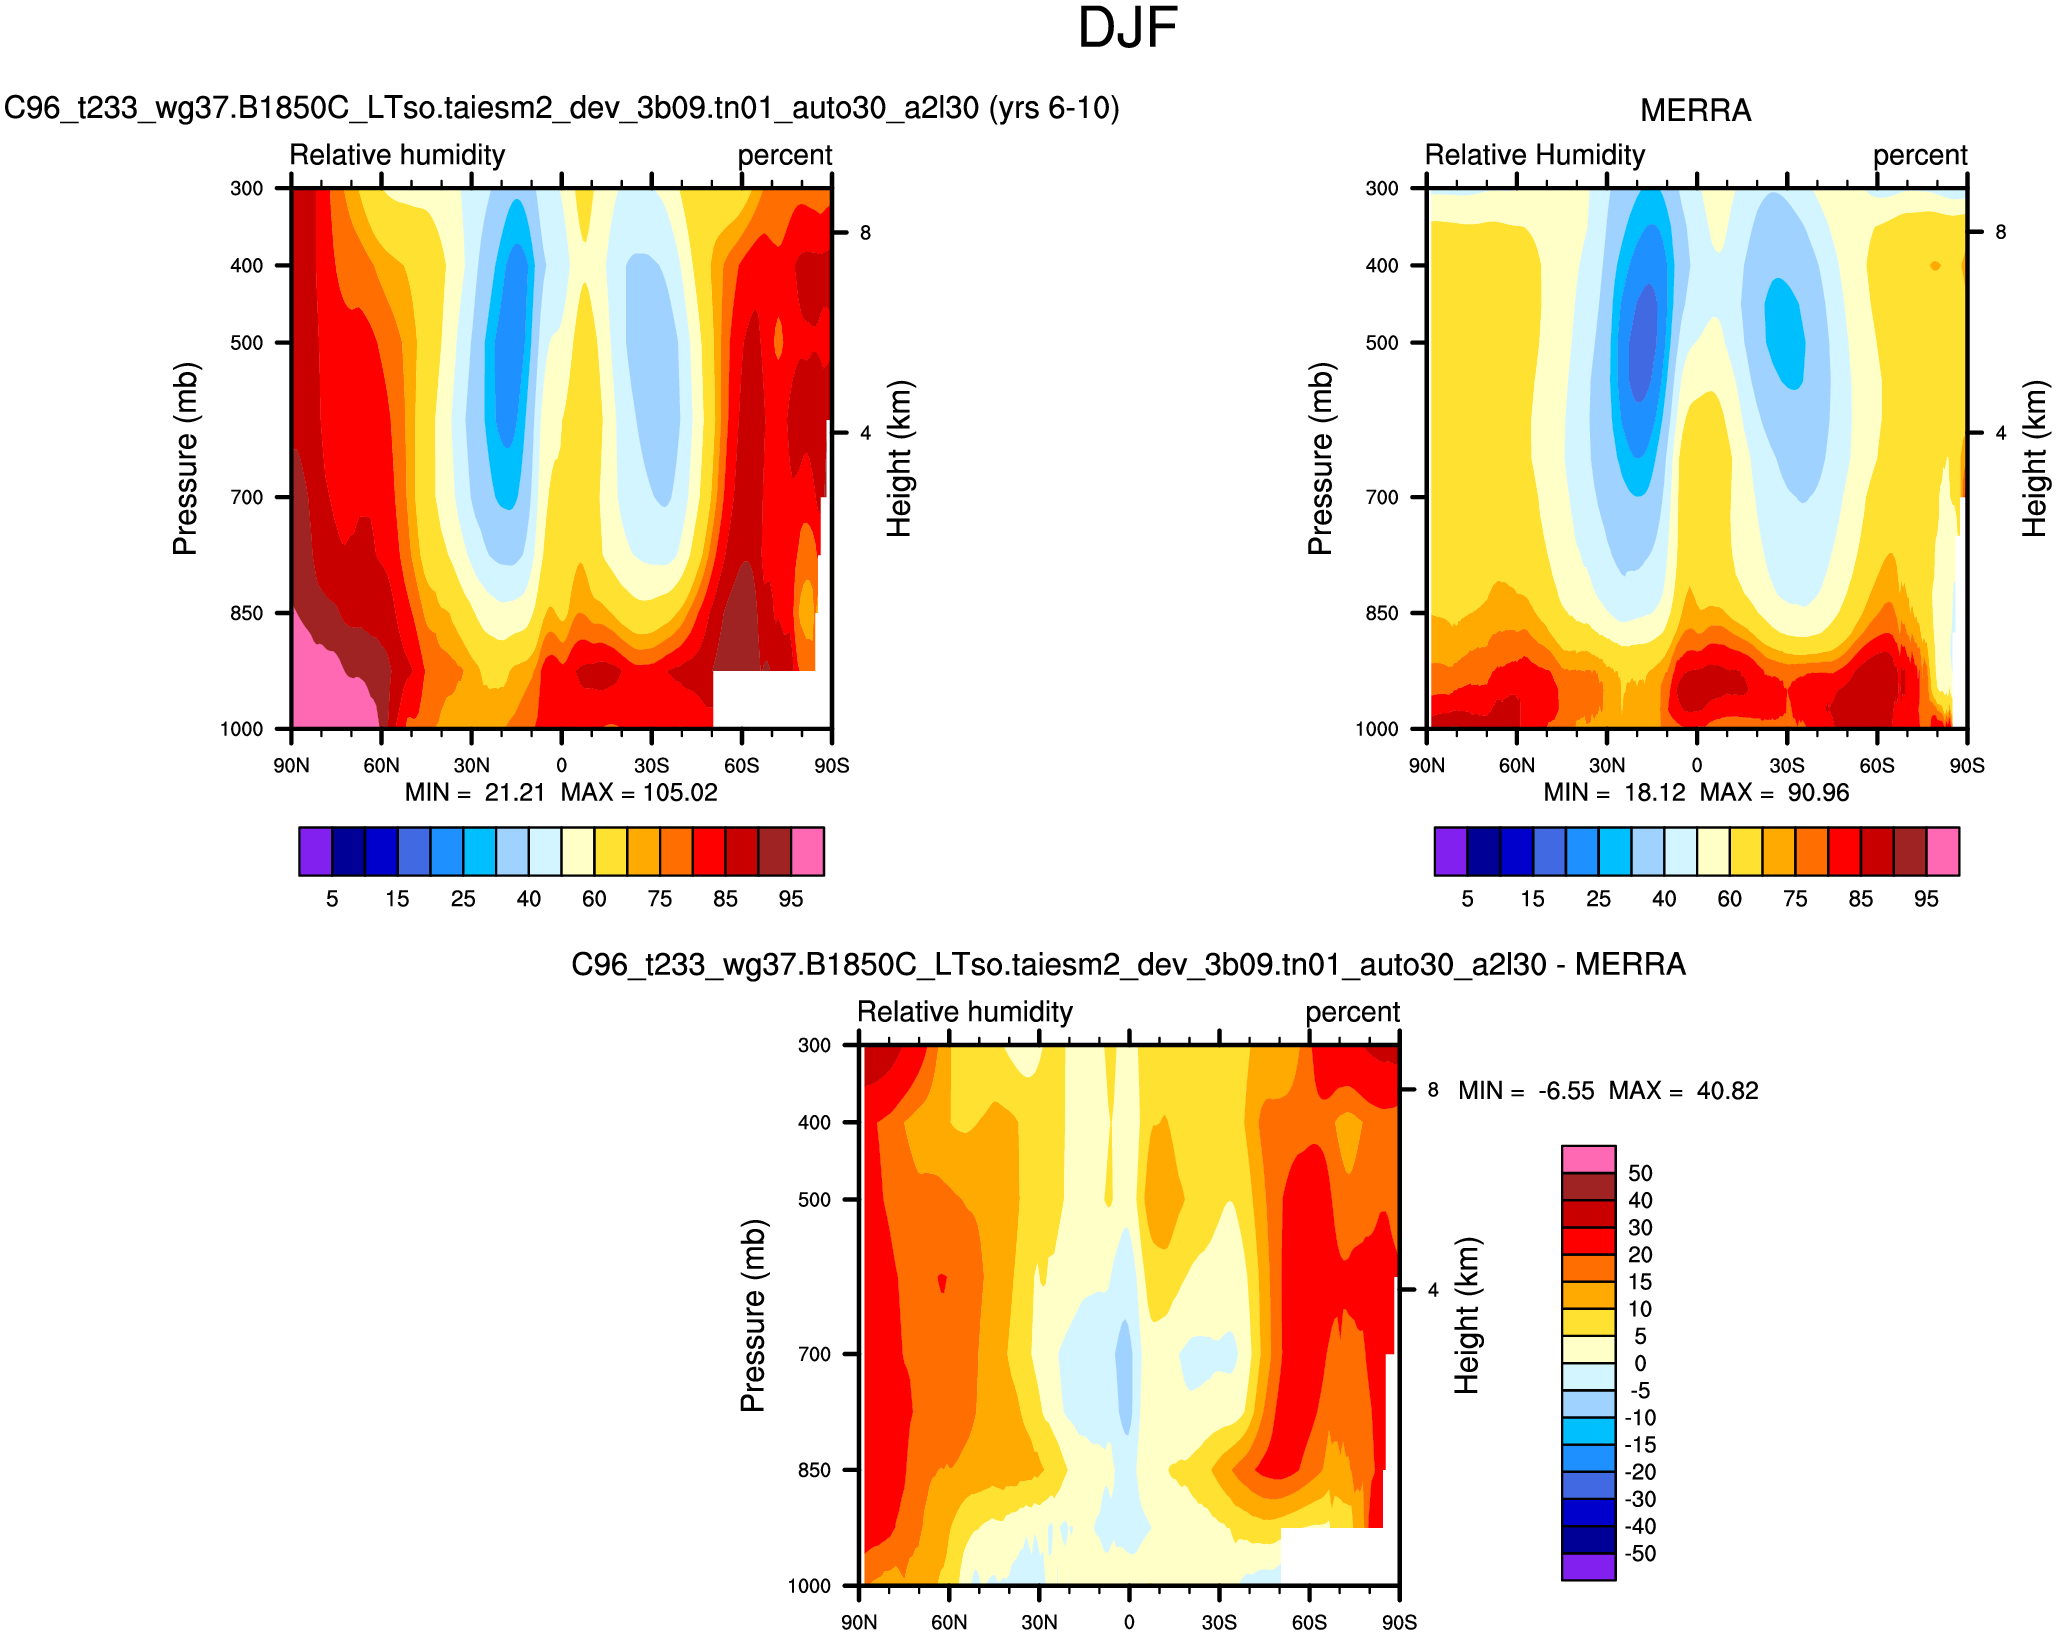 DJF
C96_t233_wg37.B1850C_LTso.taiesm2_dev_3b09.tn01_auto30_a2l30 (yrs 6-10)
Relative humidity percent
300
400
500
700
850
1000
Pressure (mb)
8
4
Height (km)
90N 60N 30N 0 30S 60S 90S
MIN = 21.21 MAX = 105.02
5 15 25 40 60 75 85 95
MERRA
Relative Humidity percent
300
400
500
700
850
1000
Pressure (mb)
8
4
Height (km)
90N 60N 30N 0 30S 60S 90S
MIN = 18.12 MAX = 90.96
5 15 25 40 60 75 85 95
C96_t233_wg37.B1850C_LTso.taiesm2_dev_3b09.tn01_auto30_a2l30 - MERRA
Relative humidity percent
300
400
500
700
850
1000
Pressure (mb)
8
4
Height (km)
90N 60N 30N 0 30S 60S 90S
MIN = -6.55 MAX = 40.82
50
40
30
20
15
10
5
0
-5
-10
-15
-20
-30
-40
-50